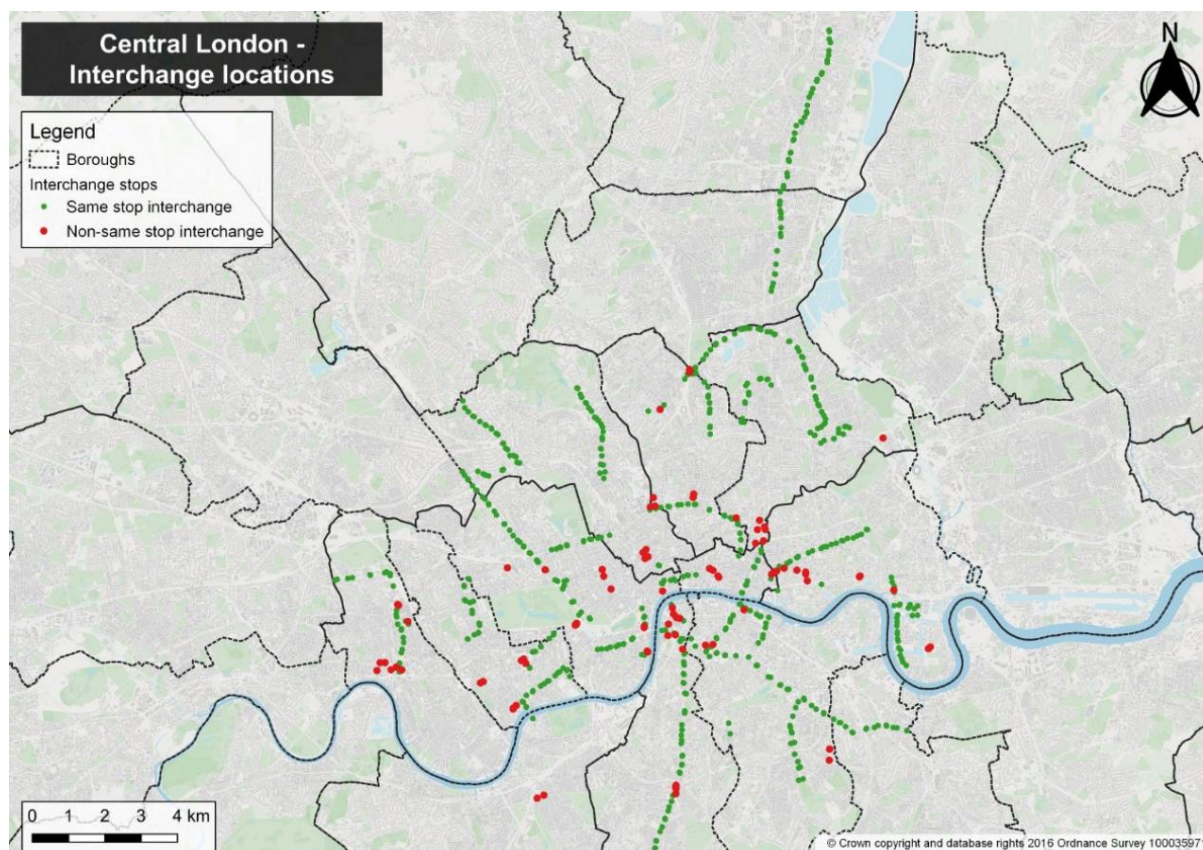 Central London -
Interchange locations
N
Legend
Boroughs
Interchange stops
Same stop interchange
Non-same stop interchange
0 1 2 3 4 km
© Crown copyright and database rights 2016 Ordnance Survey 10003597